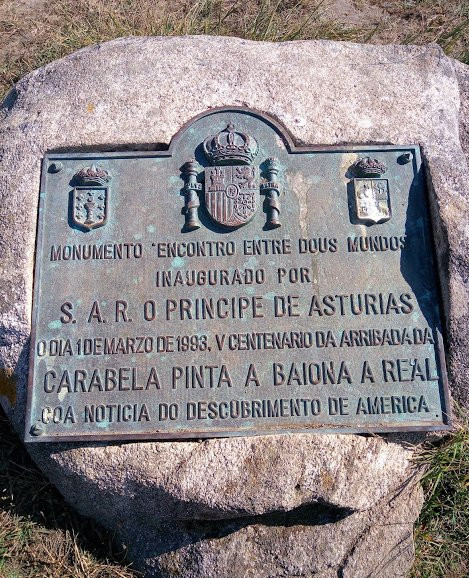 MONUMENTO "ENCONTRO ENTRE DOUS MUNDOS"
INAUGURADO POR
S. A. R. O PRINCIPE DE ASTURIAS
O DIA 1 DE MARZO DE 1993, V CENTENARIO DA ARRIBADA DA
CARABELA PINTA A BAIONA A REAL
COA NOTICIA DO DESCUBRIMENTO DE AMERICA.